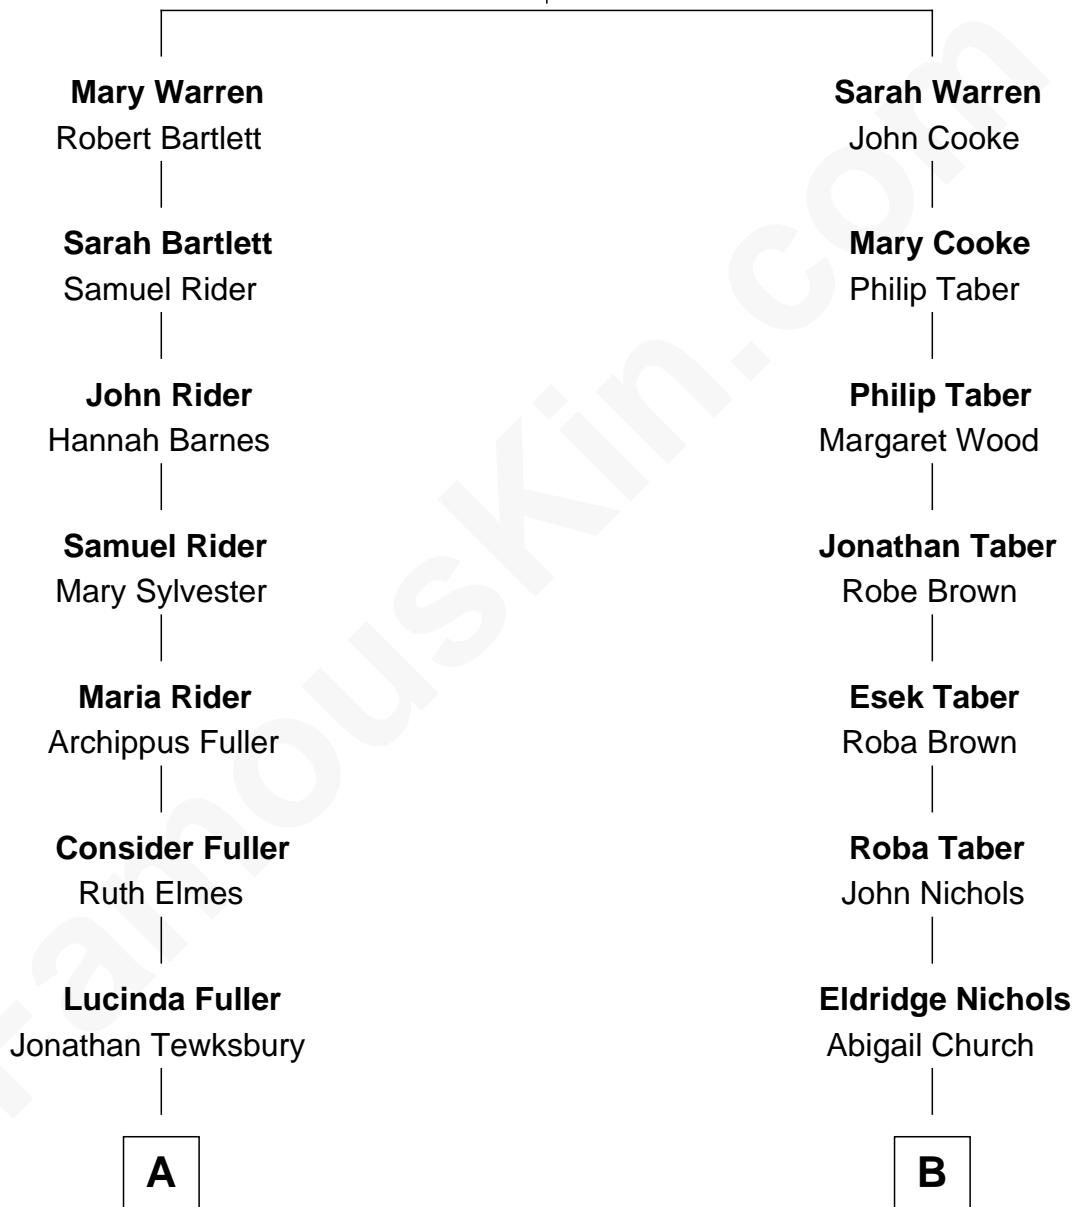 Mary Warren
Robert Bartlett
Sarah Bartlett
Samuel Rider
John Rider
Hannah Barnes
Samuel Rider
Mary Sylvester
Maria Rider
Archippus Fuller
Consider Fuller
Ruth Elmes
Lucinda Fuller
Jonathan Tewksbury
A
Sarah Warren
John Cooke
Mary Cooke
Philip Taber
Philip Taber
Margaret Wood
Jonathan Taber
Robe Brown
Esek Taber
Roba Brown
Roba Taber
John Nichols
Eldridge Nichols
Abigail Church
B
FamousKin.com